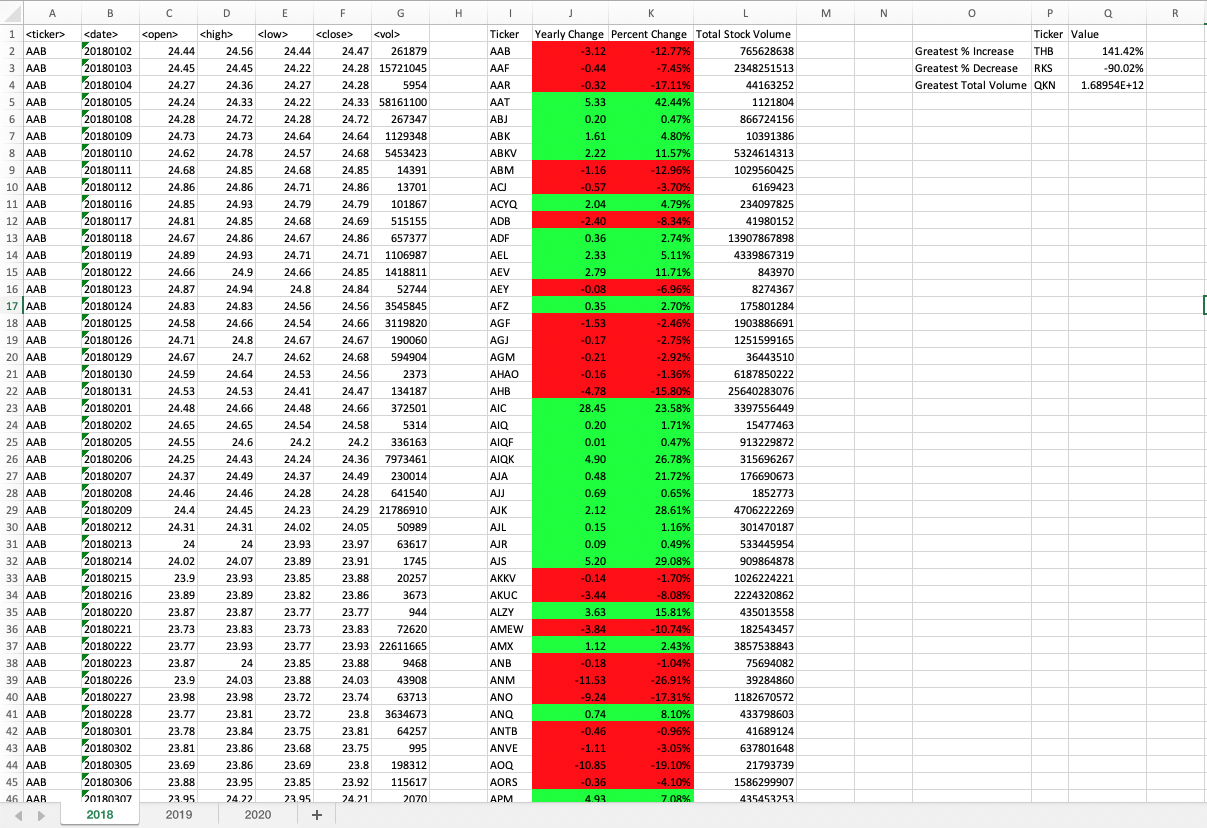 A B C D E F G H I J K L M N O P Q R
1 <ticker> <date> <open> <high> <low> <close> <vol> Ticker Yearly Change Percent Change Total Stock Volume Ticker Value
2 AAB 20180102 24.44 24.56 24.44 24.47 261879 AAB -3.12 -12.77% 765628638 Greatest % Increase THB 141.42%
3 AAB 20180103 24.45 24.45 24.22 24.28 15721045 AAF -0.44 -7.45% 2348251513 Greatest % Decrease RKS -90.02%
4 AAB 20180104 24.27 24.36 24.27 24.28 5954 AAR -0.32 -17.11% 44163252 Greatest Total Volume QKN 1.68954E+12
5 AAB 20180105 24.24 24.33 24.22 24.33 58161100 AAT 5.33 42.44% 1121804
6 AAB 20180108 24.28 24.72 24.28 24.72 267347 ABJ 0.20 0.47% 866724156
7 AAB 20180109 24.73 24.73 24.64 24.64 1129348 ABK 1.61 4.80% 10391386
8 AAB 20180110 24.62 24.78 24.57 24.68 5453423 ABKV 2.22 11.57% 5324614313
9 AAB 20180111 24.68 24.85 24.68 24.85 14391 ABM -1.16 -12.96% 1029560425
10 AAB 20180112 24.86 24.86 24.71 24.86 13701 ACJ -0.57 -3.70% 6169423
11 AAB 20180116 24.85 24.93 24.79 24.79 101867 ACYQ 2.04 4.79% 234097825
12 AAB 20180117 24.81 24.85 24.68 24.69 515155 ADB -2.40 -8.34% 41980152
13 AAB 20180118 24.67 24.86 24.67 24.86 657377 ADF 0.36 2.74% 13907867898
14 AAB 20180119 24.89 24.93 24.71 24.71 1106987 AEL 2.33 5.11% 4339867319
15 AAB 20180122 24.66 24.9 24.66 24.85 1418811 AEV 2.79 11.71% 843970
16 AAB 20180123 24.87 24.94 24.8 24.84 52744 AEY -0.08 -6.96% 8274367
17 AAB 20180124 24.83 24.83 24.56 24.56 3545845 AFZ 0.35 2.70% 175801284
18 AAB 20180125 24.58 24.66 24.54 24.66 3119820 AGF -1.53 -2.46% 1903886691
19 AAB 20180126 24.71 24.8 24.67 24.67 190060 AGJ -0.17 -2.75% 1251599165
20 AAB 20180129 24.67 24.7 24.62 24.68 594904 AGM -0.21 -2.92% 36443510
21 AAB 20180130 24.59 24.64 24.53 24.56 2373 AHAO -0.16 -1.36% 6187850222
22 AAB 20180131 24.53 24.53 24.41 24.47 134187 AHB -4.78 -15.80% 25640283076
23 AAB 20180201 24.48 24.66 24.48 24.66 372501 AIC 28.45 23.58% 3397556449
24 AAB 20180202 24.65 24.65 24.54 24.58 5314 AIQ 0.20 1.71% 15477463
25 AAB 20180205 24.55 24.6 24.2 24.2 336163 AIQF 0.01 0.47% 913229872
26 AAB 20180206 24.25 24.43 24.24 24.36 7973461 AIQK 4.90 26.78% 315696267
27 AAB 20180207 24.37 24.49 24.37 24.49 230014 AJA 0.48 21.72% 176690673
28 AAB 20180208 24.46 24.46 24.28 24.28 641540 AJJ 0.69 0.65% 1852773
29 AAB 20180209 24.4 24.45 24.23 24.29 21786910 AJK 2.12 28.61% 4706222269
30 AAB 20180212 24.31 24.31 24.02 24.05 50989 AJL 0.15 1.16% 301470187
31 AAB 20180213 24 24 23.93 23.97 63617 AJR 0.09 0.49% 533445954
32 AAB 20180214 24.02 24.07 23.89 23.91 1745 AJS 5.20 29.08% 909864878
33 AAB 20180215 23.9 23.93 23.85 23.88 20257 AKKV -0.14 -1.70% 1026224221
34 AAB 20180216 23.89 23.89 23.82 23.86 3673 AKUC -3.44 -8.08% 2224320862
35 AAB 20180220 23.87 23.87 23.77 23.77 944 ALZY 3.63 15.81% 435013558
36 AAB 20180221 23.73 23.83 23.73 23.83 72620 AMEW -3.84 -10.74% 182543457
37 AAB 20180222 23.77 23.93 23.77 23.93 22611665 AMX 1.12 2.43% 3857538843
38 AAB 20180223 23.87 24 23.85 23.88 9468 ANB -0.18 -1.04% 75694082
39 AAB 20180226 23.9 24.03 23.88 24.03 43908 ANM -11.53 -26.91% 39284860
40 AAB 20180227 23.98 23.98 23.72 23.74 63713 ANO -9.24 -17.31% 1182670572
41 AAB 20180228 23.77 23.81 23.72 23.8 3634673 ANQ 0.74 8.10% 433798603
42 AAB 20180301 23.78 23.84 23.75 23.81 64257 ANTB -0.46 -0.96% 41689124
43 AAB 20180302 23.81 23.86 23.68 23.75 995 ANVE -1.11 -3.05% 637801648
44 AAB 20180305 23.69 23.86 23.69 23.8 198312 AOQ -10.85 -19.10% 21793739
45 AAB 20180306 23.88 23.95 23.85 23.92 115617 AORS -0.36 -4.10% 1586299907
46 AAB 20180307 23.95 24.22 23.95 24.21 2070 APM 4.93 7.08% 435453253
2018 2019 2020 +